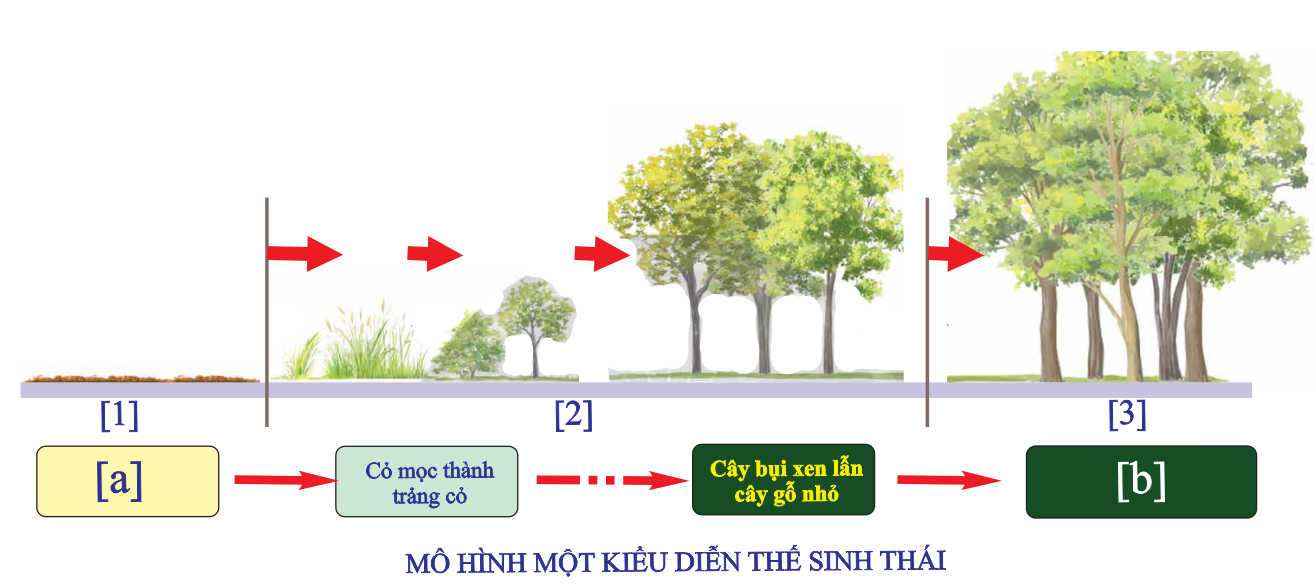 [1]
[2]
[3]
[a]
Cỏ mọc thành
trảng cỏ
Cây bụi xen lẫn
cây gỗ nhỏ
[b]
MÔ HÌNH MỘT KIỂU DIỄN THẾ SINH THÁI